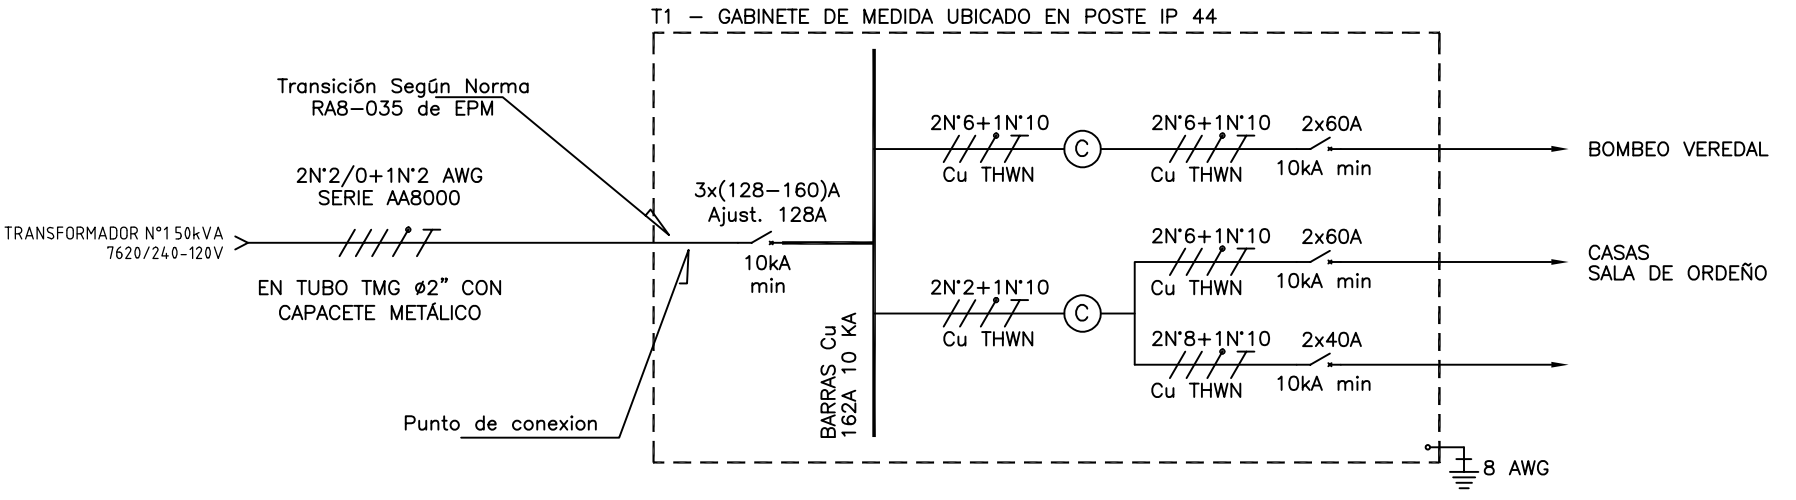 T1 – GABINETE DE MEDIDA UBICADO EN POSTE IP 44
Transición Según Norma
RA8–035 de EPM
2N°2/0+1N°2 AWG
SERIE AA8000
TRANSFORMADOR N°1 50kVA
7620/240-120V
EN TUBO TMG ø2” CON
CAPACETE METÁLICO
Punto de conexion
3x(128–160)A
Ajust. 128A
10kA
min
BARRAS Cu
162A 10 KA
2N°6+1N°10
Cu THWN
C
2N°6+1N°10
Cu THWN
2x60A
10kA min
BOMBEO VEREDAL
2N°2+1N°10
Cu THWN
C
2N°6+1N°10
Cu THWN
2x60A
10kA min
CASAS
SALA DE ORDEÑO
2N°8+1N°10
Cu THWN
2x40A
10kA min
8 AWG